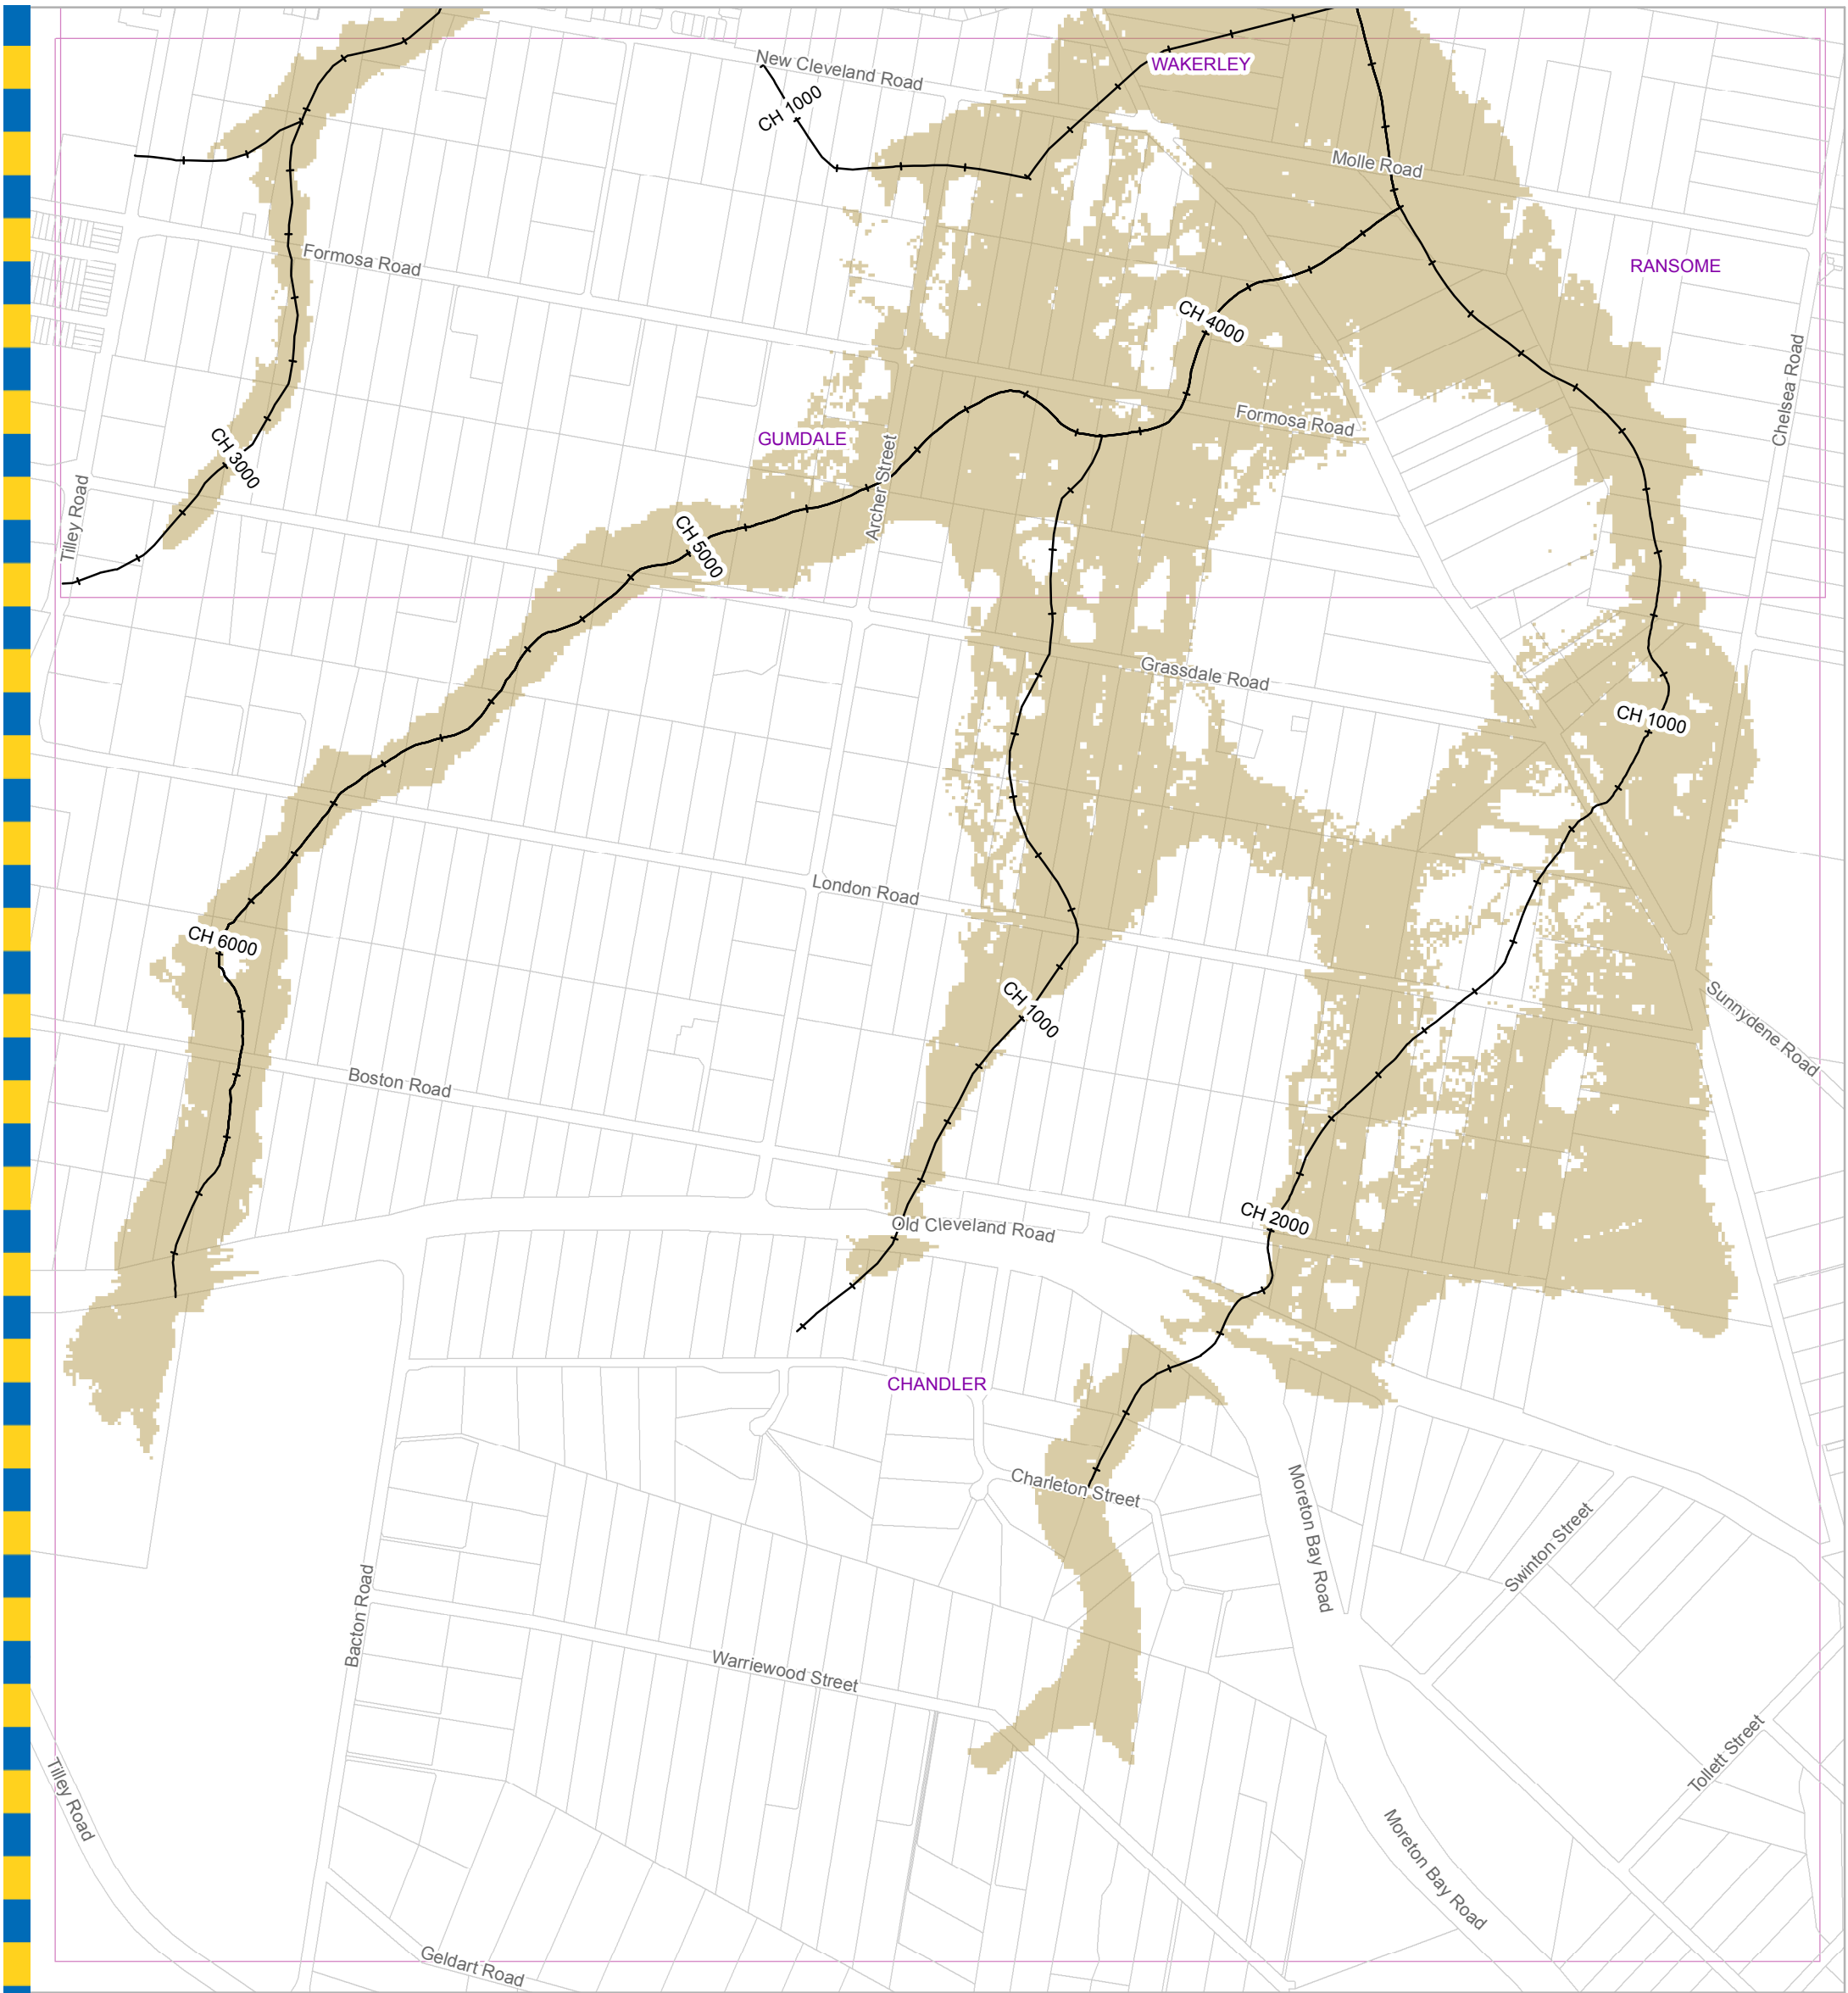 New Cleveland Road
WAKERLEY
CH 1000
Molle Road
Formosa Road
RANSOME
CH 4000
Chelsea Road
Formosa Road
GUMDALE
Archer Street
CH 3000
Tilley Road
CH 5000
Grassdale Road
CH 1000
London Road
CH 6000
CH 1000
Sunnydene Road
Boston Road
CH 2000
Old Cleveland Road
CHANDLER
Charleton Street
Moreton Bay Road
Swinton Street
Bacton Road
Warriewood Street
Tollett Street
Tilley Road
Moreton Bay Road
Geldart Road